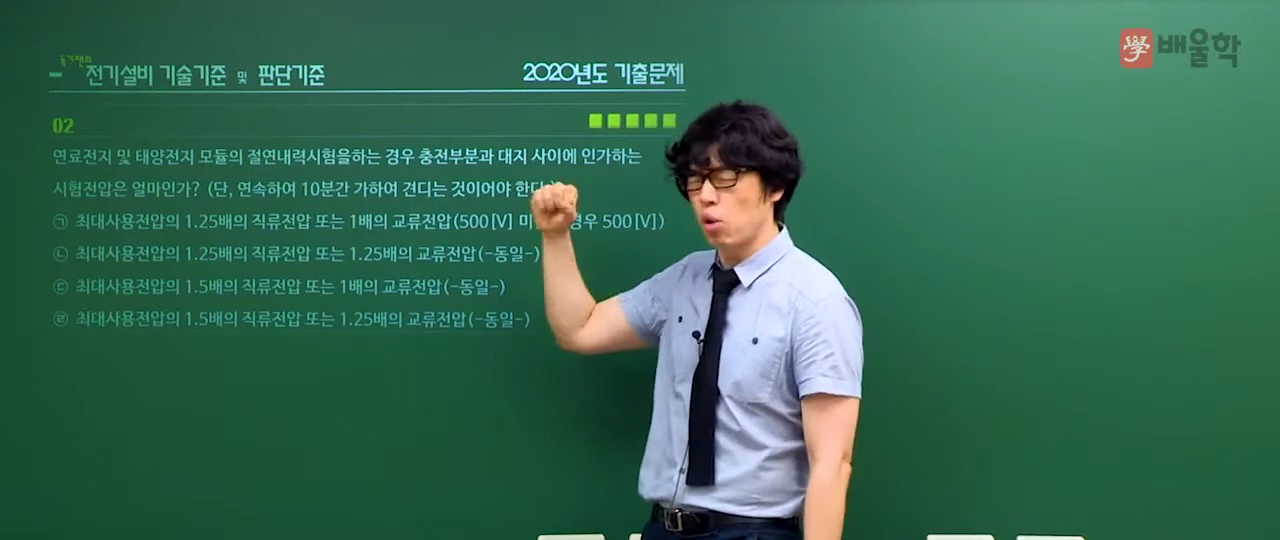 學 배울학
독기쌤의
전기설비 기술기준 및 판단기준 2020년도 기출문제
02
연료전지 및 태양전지 모듈의 절연내력시험을하는 경우 충전부분과 대지 사이에 인가하는
시험전압은 얼마인가? (단, 연속하여 10분간 가하여 견디는 것이어야 한다
㉠ 최대사용전압의 1.25배의 직류전압 또는 1배의 교류전압(500[V] 미 경우 500[V])
㉡ 최대사용전압의 1.25배의 직류전압 또는 1.25배의 교류전압(-동일-)
㉢ 최대사용전압의 1.5배의 직류전압 또는 1배의 교류전압(-동일-)
㉣ 최대사용전압의 1.5배의 직류전압 또는 1.25배의 교류전압(-동일-)